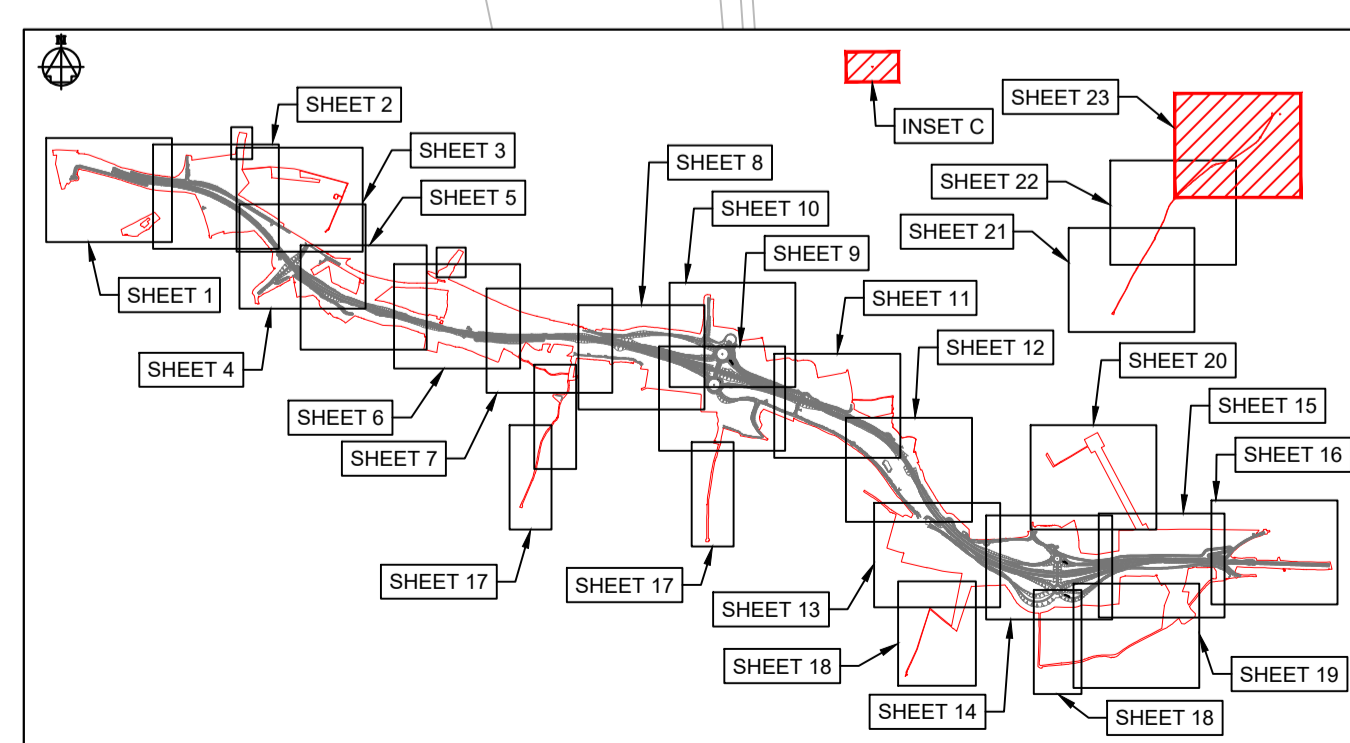 SHEET 2
SHEET 3
SHEET 5
SHEET 8
SHEET 10
SHEET 9
SHEET 11
SHEET 12
INSET C
SHEET 23
SHEET 22
SHEET 21
SHEET 20
SHEET 15
SHEET 16
SHEET 1
SHEET 4
SHEET 6
SHEET 7
SHEET 17
SHEET 17
SHEET 13
SHEET 18
SHEET 14
SHEET 18
SHEET 19